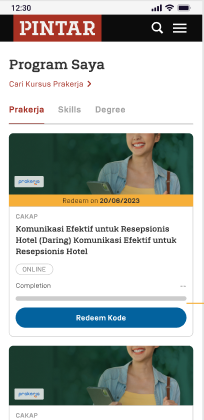 12:30
PINTAR
Program Saya
Cari Kursus Prakerja
Prakerja Skills Degree
prakerja
Redeem on 20/06/2023
CAKAP
Komunikasi Efektif untuk Resepsionis
Hotel (Daring) Komunikasi Efektif untuk
Resepsionis Hotel
ONLINE
Completion --
Redeem Kode
prakerja
CAKAP